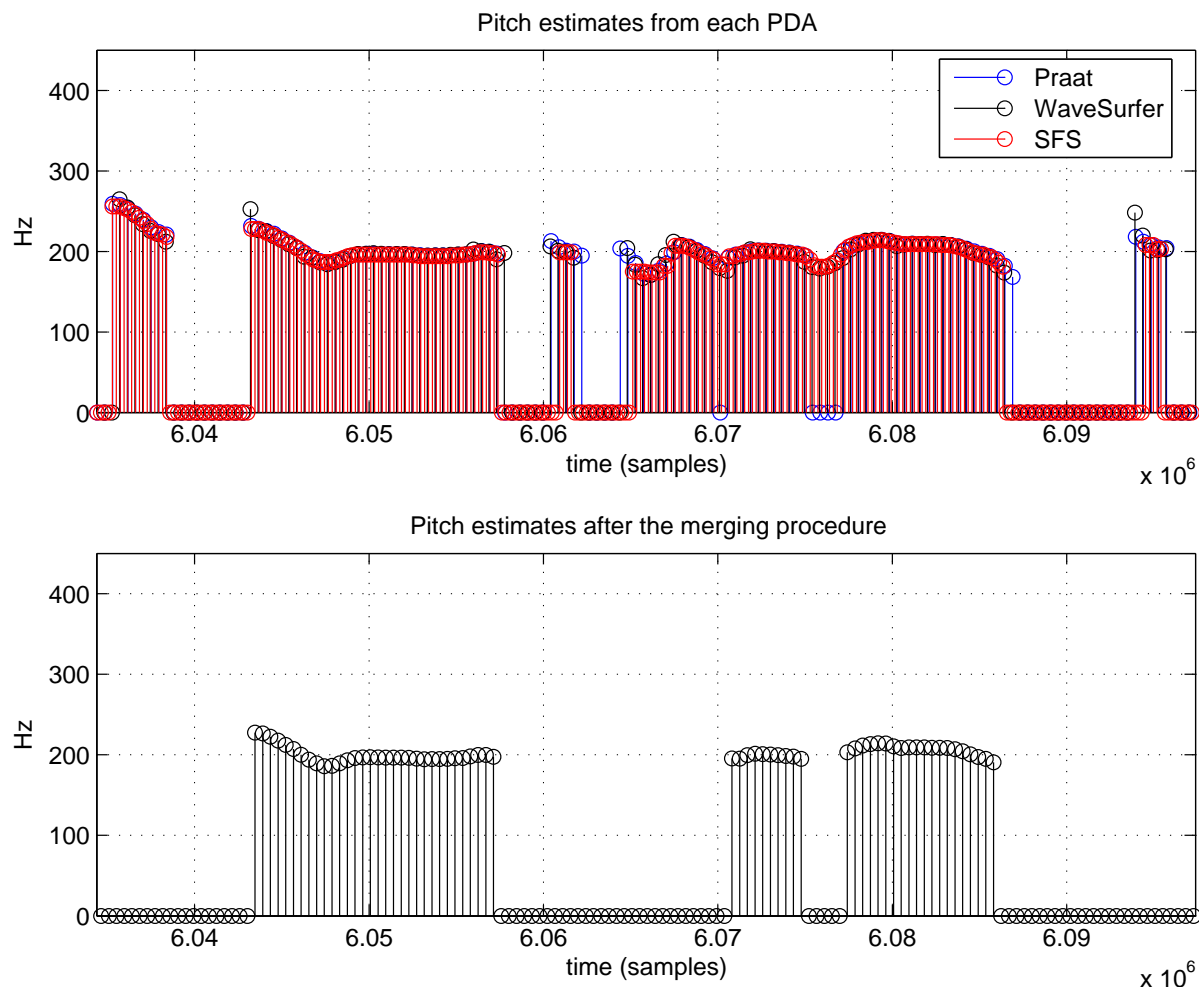 Pitch estimates from each PDA
400
300
200
100
0
Hz
Praat
WaveSurfer
SFS
6.04 6.05 6.06 6.07 6.08 6.09
time (samples)
x 10^6
Pitch estimates after the merging procedure
400
300
200
100
0
Hz
6.04 6.05 6.06 6.07 6.08 6.09
time (samples)
x 10^6